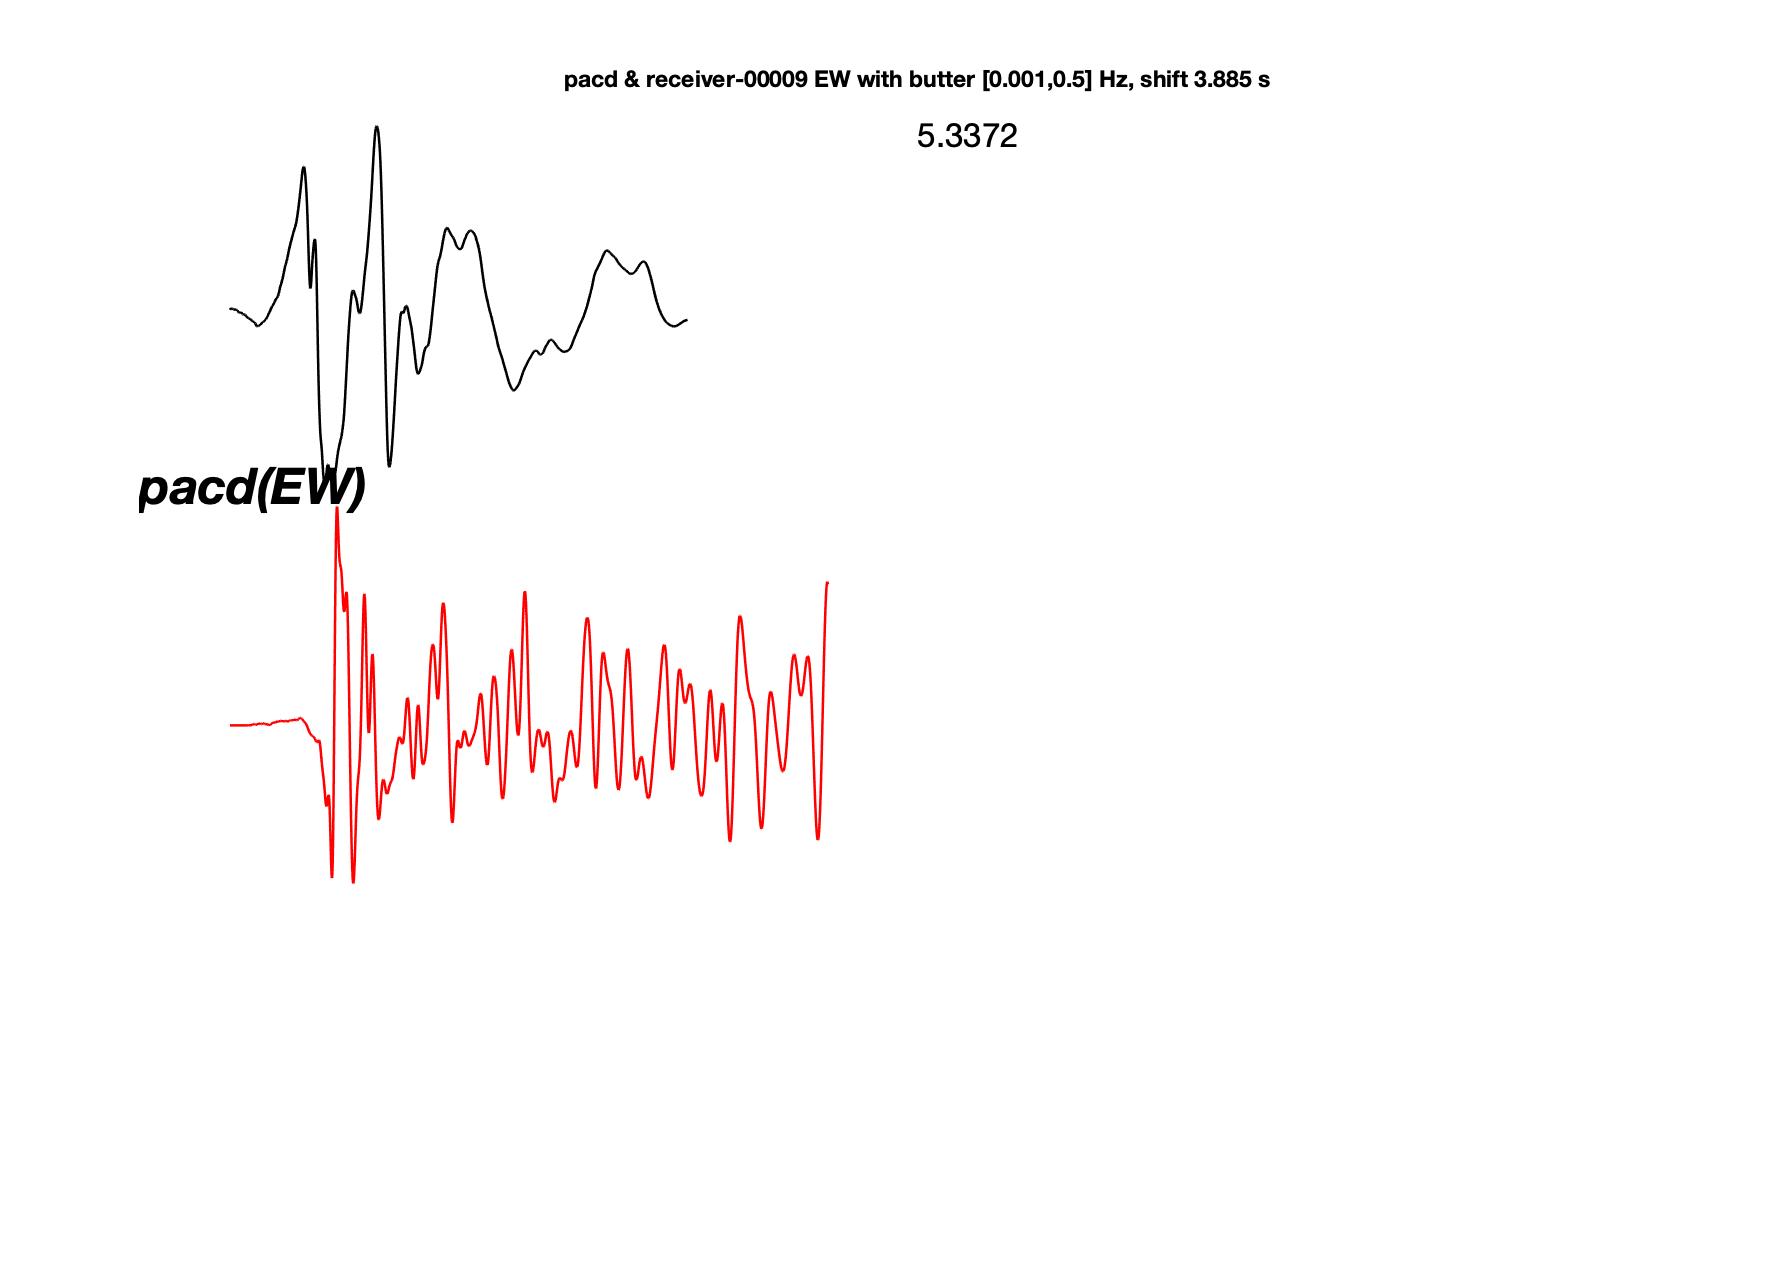 pacd & receiver-00009 EW with butter [0.001,0.5] Hz, shift 3.885 s
5.3372
pacd(EW)